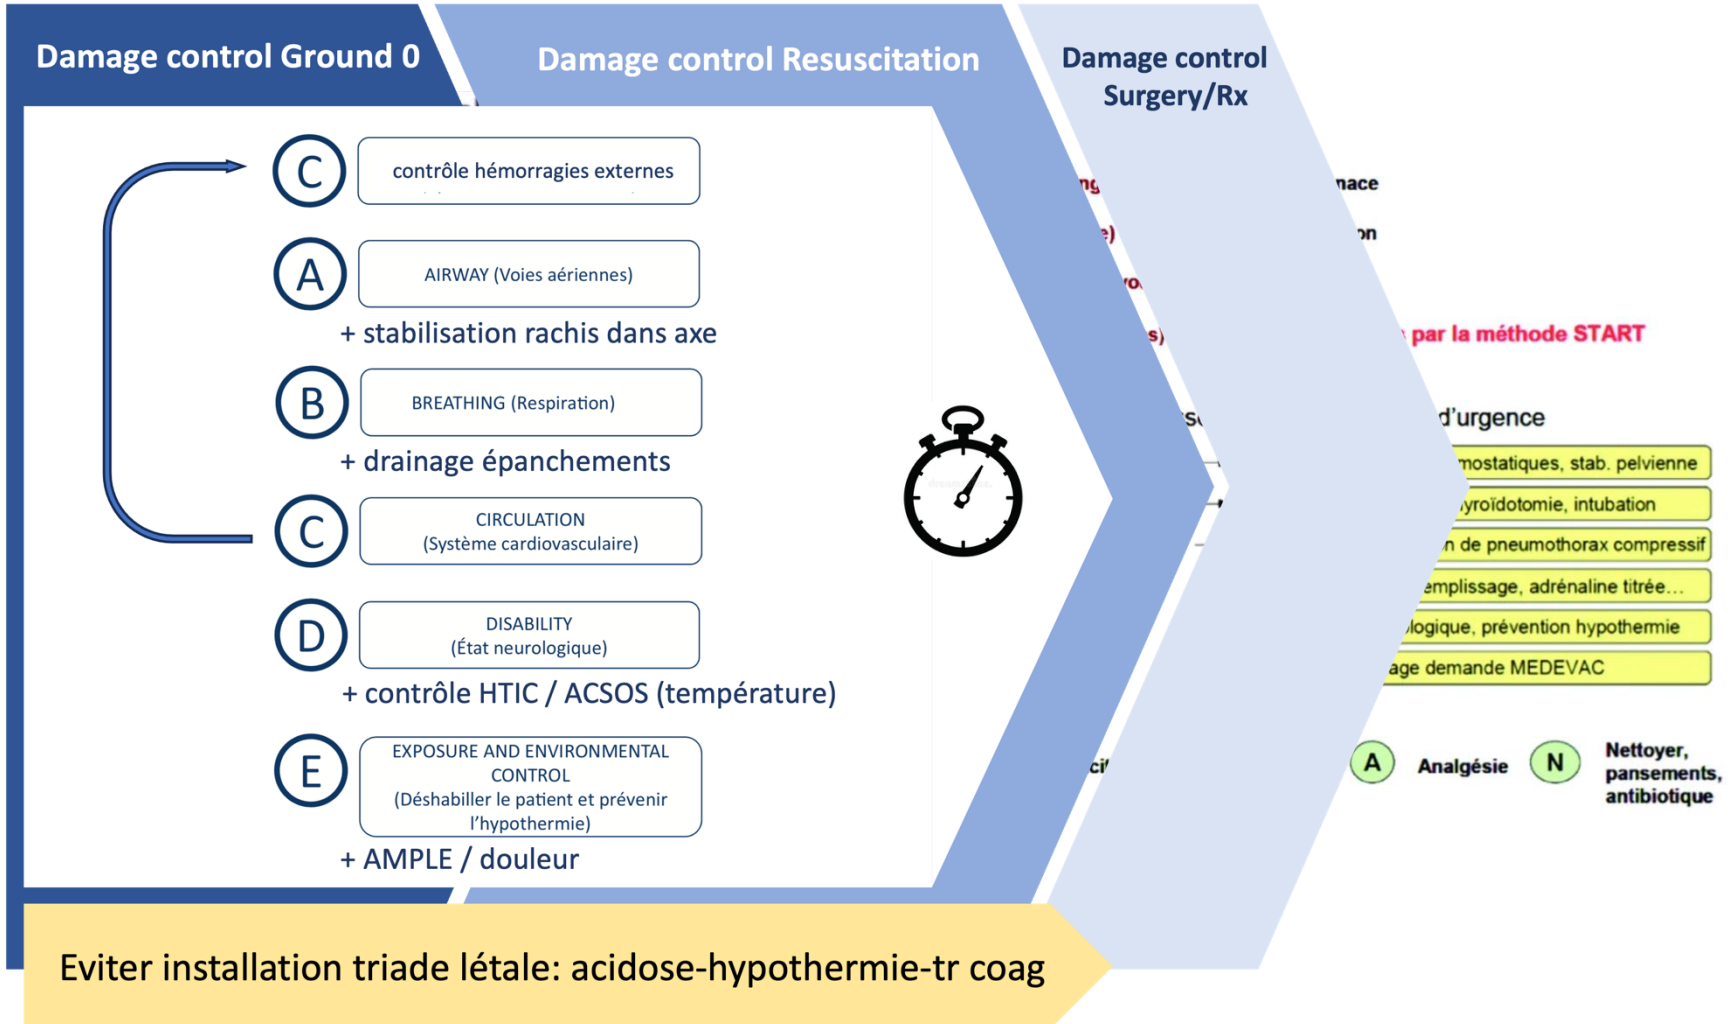 Damage control Ground 0
Damage control Resuscitation
Damage control
Surgery/Rx
C
contrôle hémorragies externes
A
AIRWAY (Voies aériennes)
+ stabilisation rachis dans axe
B
BREATHING (Respiration)
+ drainage épanchements
C
CIRCULATION
(Système cardiovasculaire)
D
DISABILITY
(État neurologique)
+ contrôle HTIC / ACSOS (température)
E
EXPOSURE AND ENVIRONMENTAL
CONTROL
(Déshabiller le patient et prévenir
l'hypothermie)
+ AMPLE / douleur
Eviter installation triade létale: acidose-hypothermie-tr coag
nace
on
par la méthode START
d'urgence
mostatiques, stab. pelvienne
yroïdotomie, intubation
n de pneumothorax compressif
emplissage, adrénaline titrée…
logique, prévention hypothermie
age demande MEDEVAC
A
Analgésie
N
Nettoyer,
pansements,
antibiotique